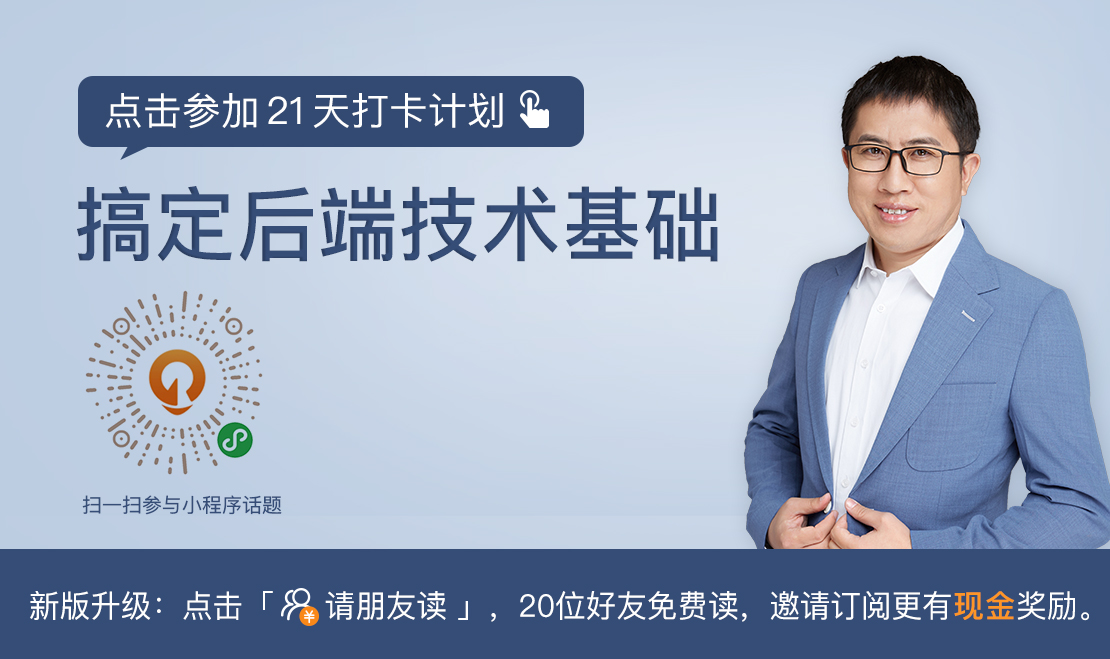 点击参加 21 天打卡计划
搞定后端技术基础
扫一扫参与小程序话题
新版升级：点击「 请朋友读 」，20位好友免费读，邀请订阅更有现金奖励。